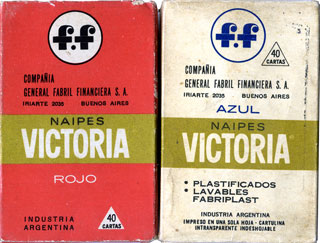 f.f
COMPAÑIA
GENERAL FABRIL FINANCIERA S. A.
IRIARTE 2035 BUENOS AIRES
NAIPES
VICTORIA
ROJO
INDUSTRIA
ARGENTINA
40
CARTAS
f.f
40
CARTAS
COMPAÑIA
GENERAL FABRIL FINANCIERA S. A.
IRIARTE 2035 BUENOS AIRES
AZUL
NAIPES
VICTORIA
• PLASTIFICADOS
• LAVABLES
FABRIPLAST
INDUSTRIA ARGENTINA
IMPRESO EN UNA SOLA HOJA - CARTULINA
INTRANSPARENTE INDESHOJABLE